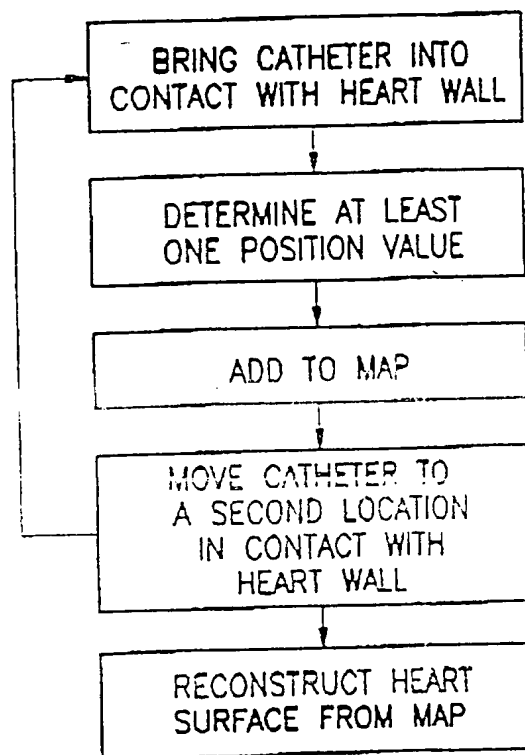 BRING CATHETER INTO
CONTACT WITH HEART WALL
DETERMINE AT LEAST
ONE POSITION VALUE
ADD TO MAP
MOVE CATHETER TO
A SECOND LOCATION
IN CONTACT WITH
HEART WALL
RECONSTRUCT HEART
SURFACE FROM MAP